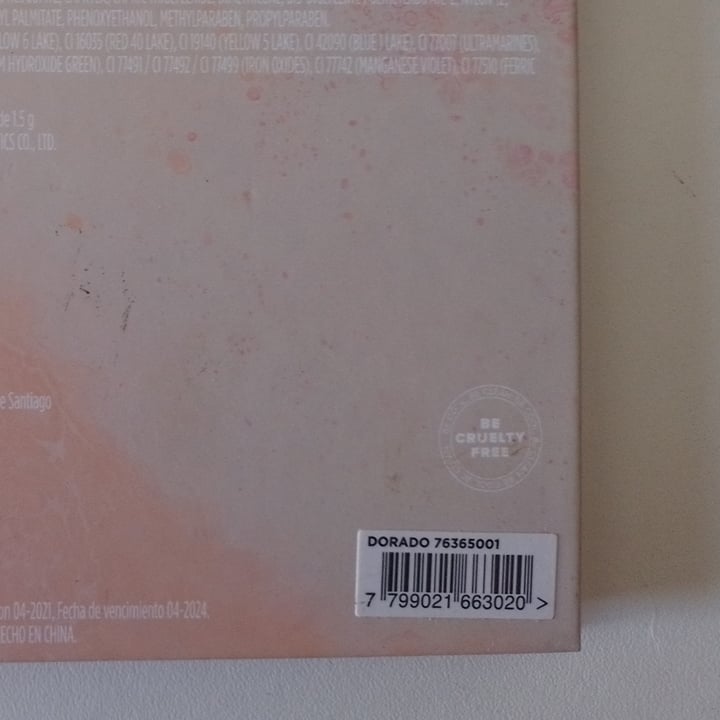 YL PALMITATE, PHENOXYETHANOL, METHYLPARABEN, PROPYLPARABEN.
LOW 6 LAKE), CI 16035 (RED 40 LAKE), CI 19140 (YELLOW 5 LAKE), CI 42090 (BLUE 1 LAKE), CI 77007 (ULTRAMARINES),
M HYDROXIDE GREEN), CI 77491 / CI 77492 / CI 77499 (IRON OXIDES), CI 77742 (MANGANESE VIOLET), CI 77510 (FERRIC
de 1.5 g
ICS CO., LTD.
e Santiago
BE
CRUELTY
FREE
DORADO 76365001
7 799021 663020 >
on 04-2021, Fecha de vencimiento 04-2024.
ECHO EN CHINA.